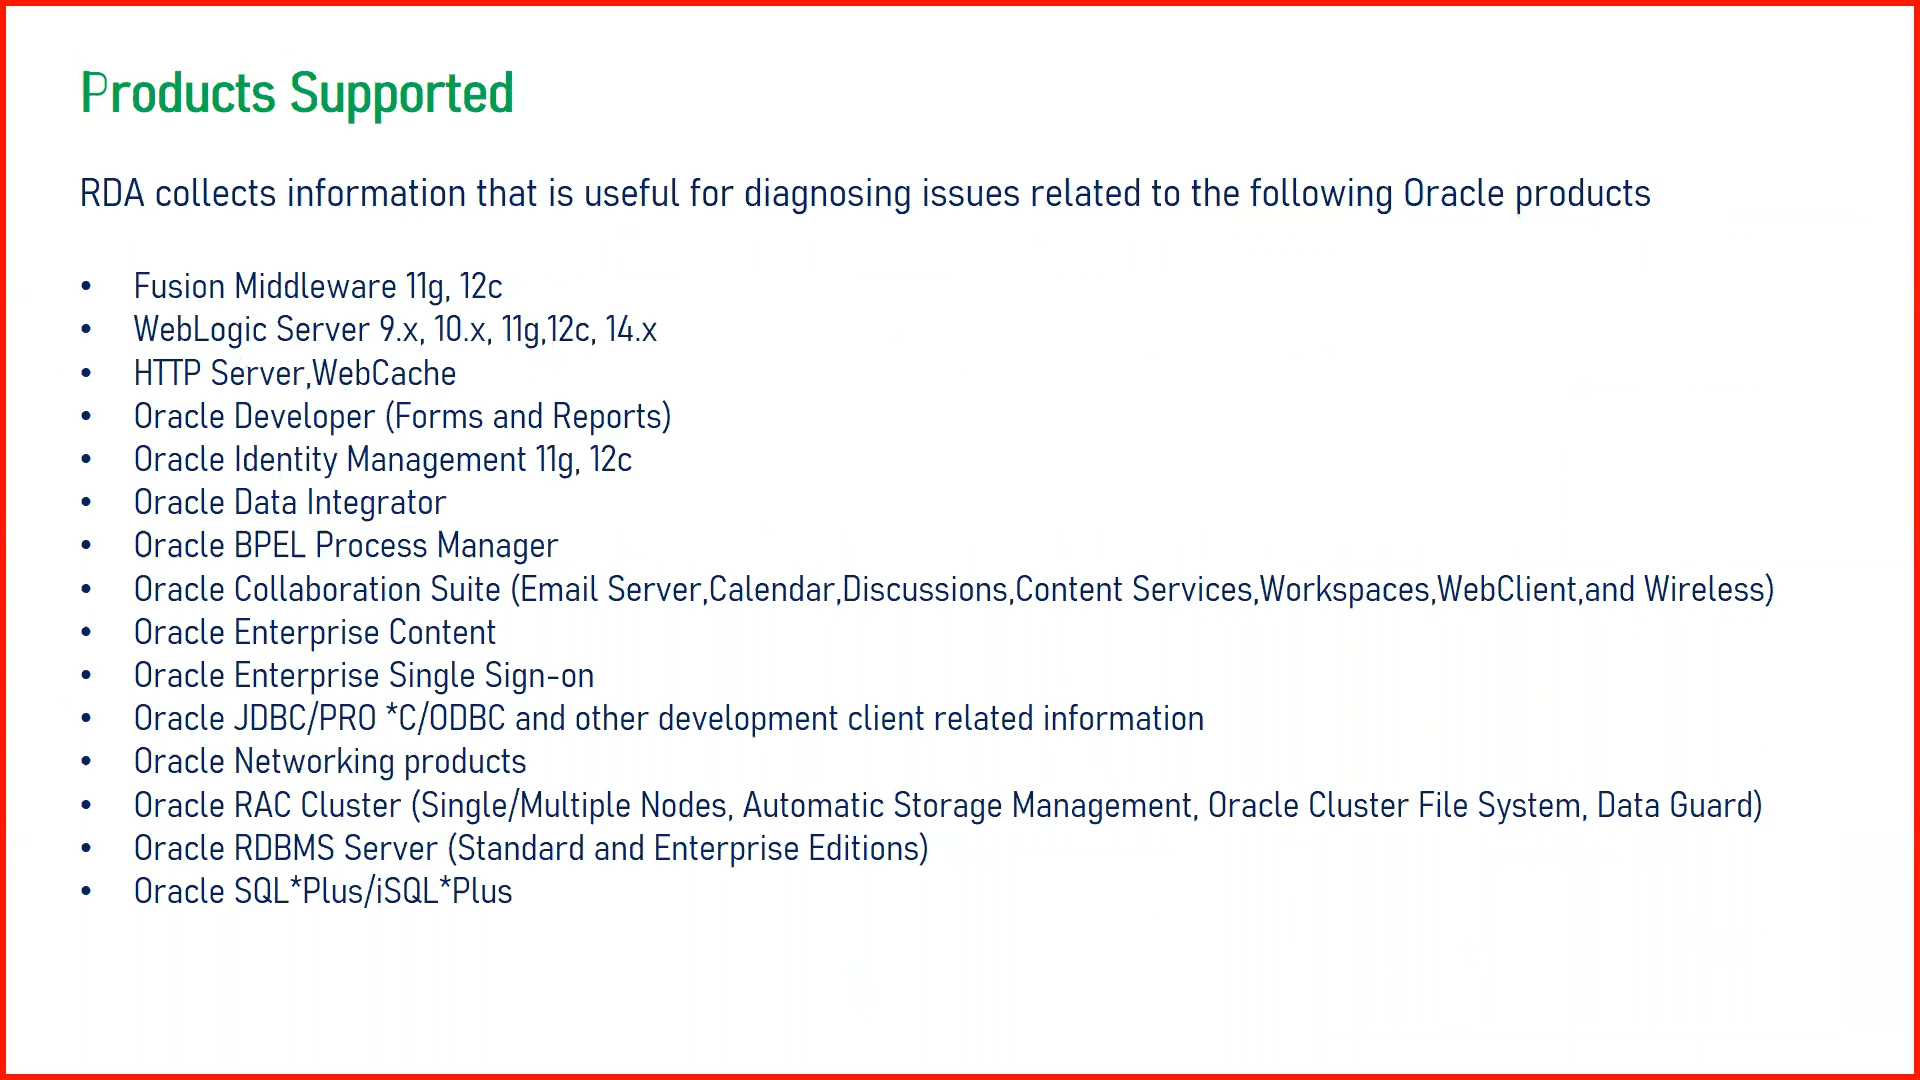 Products Supported
RDA collects information that is useful for diagnosing issues related to the following Oracle products
• Fusion Middleware 11g, 12c
• WebLogic Server 9.x, 10.x, 11g,12c, 14.x
• HTTP Server,WebCache
• Oracle Developer (Forms and Reports)
• Oracle Identity Management 11g, 12c
• Oracle Data Integrator
• Oracle BPEL Process Manager
• Oracle Collaboration Suite (Email Server,Calendar,Discussions,Content Services,Workspaces,WebClient,and Wireless)
• Oracle Enterprise Content
• Oracle Enterprise Single Sign-on
• Oracle JDBC/PRO *C/ODBC and other development client related information
• Oracle Networking products
• Oracle RAC Cluster (Single/Multiple Nodes, Automatic Storage Management, Oracle Cluster File System, Data Guard)
• Oracle RDBMS Server (Standard and Enterprise Editions)
• Oracle SQL*Plus/iSQL*Plus